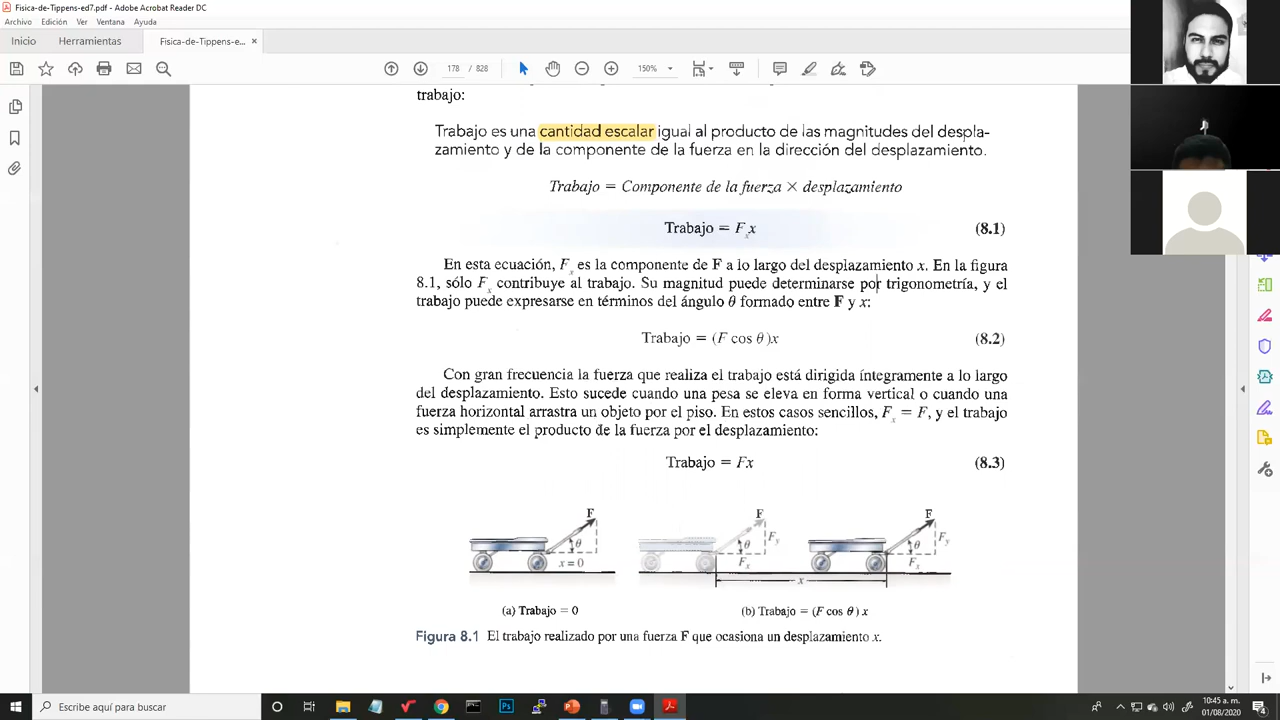 Fisica-de-Tippens-ed7.pdf - Adobe Acrobat Reader DC
Archivo Edición Ver Ventana Ayuda
Inicio Herramientas Fisica-de-Tippens-e... ×
178 / 828 150%
trabajo:
Trabajo es una cantidad escalar igual al producto de las magnitudes del despla-
zamiento y de la componente de la fuerza en la dirección del desplazamiento.
Trabajo = Componente de la fuerza × desplazamiento
Trabajo = Fₓx (8.1)
En esta ecuación, Fₓ es la componente de F a lo largo del desplazamiento x. En la figura
8.1, sólo Fₓ contribuye al trabajo. Su magnitud puede determinarse por trigonometría, y el
trabajo puede expresarse en términos del ángulo θ formado entre F y x:
Trabajo = (F cos θ)x (8.2)
Con gran frecuencia la fuerza que realiza el trabajo está dirigida íntegramente a lo largo
del desplazamiento. Esto sucede cuando una pesa se eleva en forma vertical o cuando una
fuerza horizontal arrastra un objeto por el piso. En estos casos sencillos, Fₓ = F, y el trabajo
es simplemente el producto de la fuerza por el desplazamiento:
Trabajo = Fx (8.3)
F F F
θ θ Fy θ Fy
x = 0 Fₓ Fₓ
x
(a) Trabajo = 0 (b) Trabajo = (F cos θ) x
Figura 8.1 El trabajo realizado por una fuerza F que ocasiona un desplazamiento x.
Escribe aquí para buscar
10:45 a. m.
01/08/2020